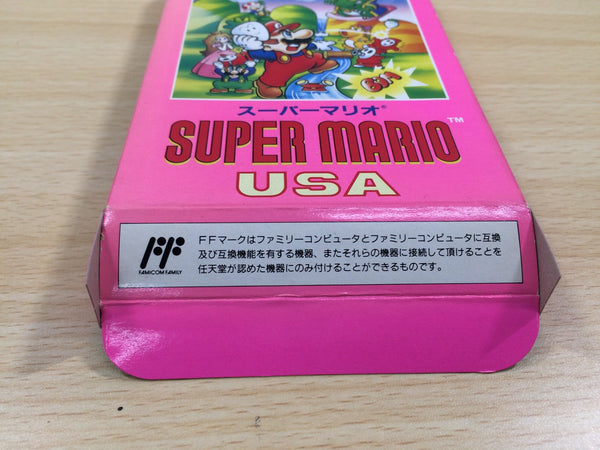 スーパーマリオ®
SUPER MARIO™
USA
FF
FAMICOM FAMILY
FFマークはファミリーコンピュータとファミリーコンピュータに互換
及び互換機能を有する機器、またそれらの機器に接続して頂けることを
任天堂が認めた機器にのみ付けることができるものです。